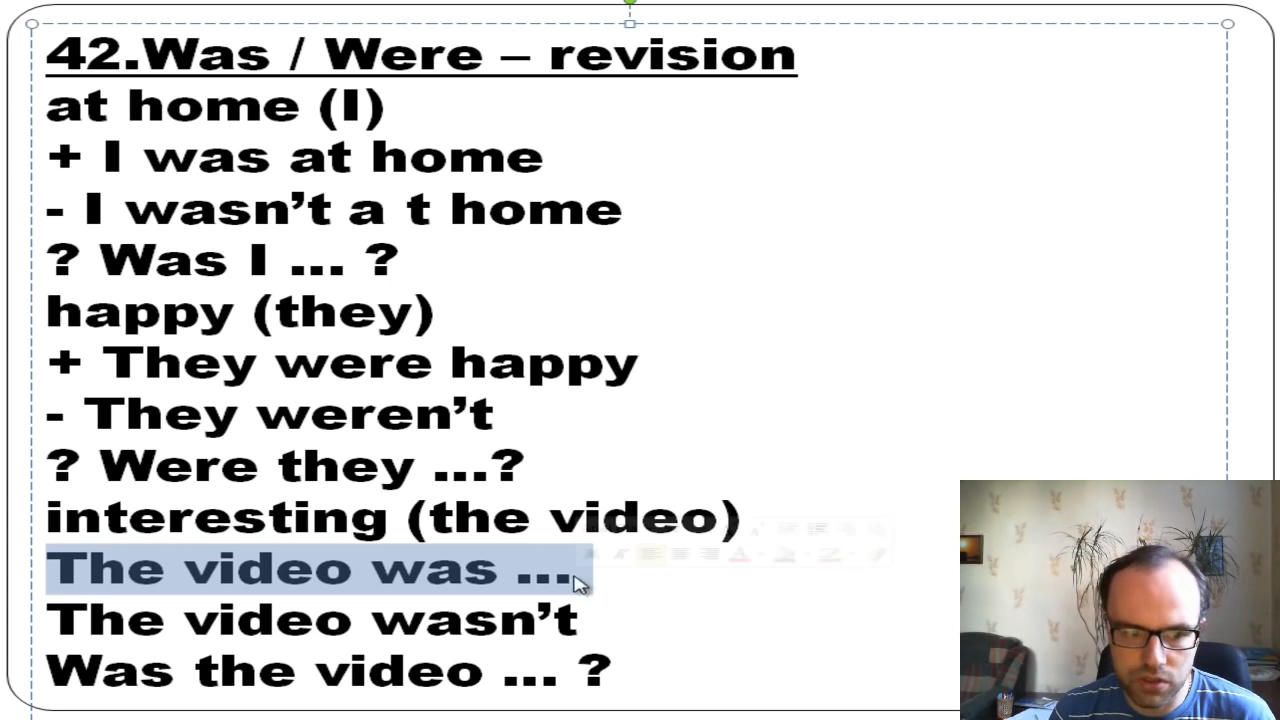 42.Was / Were – revision
at home (I)
+ I was at home
- I wasn’t a t home
? Was I ... ?
happy (they)
+ They were happy
- They weren’t
? Were they ...?
interesting (the video)
The video was ...
The video wasn’t
Was the video ... ?